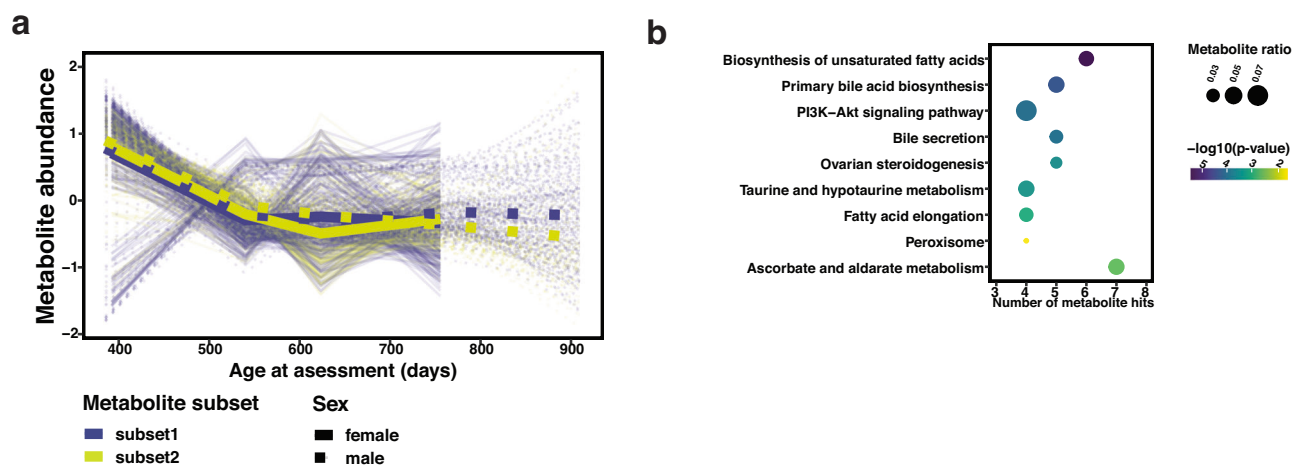 a
Metabolite abundance
2
1
0
−1
−2
400 500 600 700 800 900
Age at asessment (days)
Metabolite subset
subset1
subset2
Sex
female
male
b
Biosynthesis of unsaturated fatty acids
Primary bile acid biosynthesis
PI3K−Akt signaling pathway
Bile secretion
Ovarian steroidogenesis
Taurine and hypotaurine metabolism
Fatty acid elongation
Peroxisome
Ascorbate and aldarate metabolism
3 4 5 6 7 8
Number of metabolite hits
Metabolite ratio
0.03 0.05 0.07
−log10(p-value)
5 4 3 2